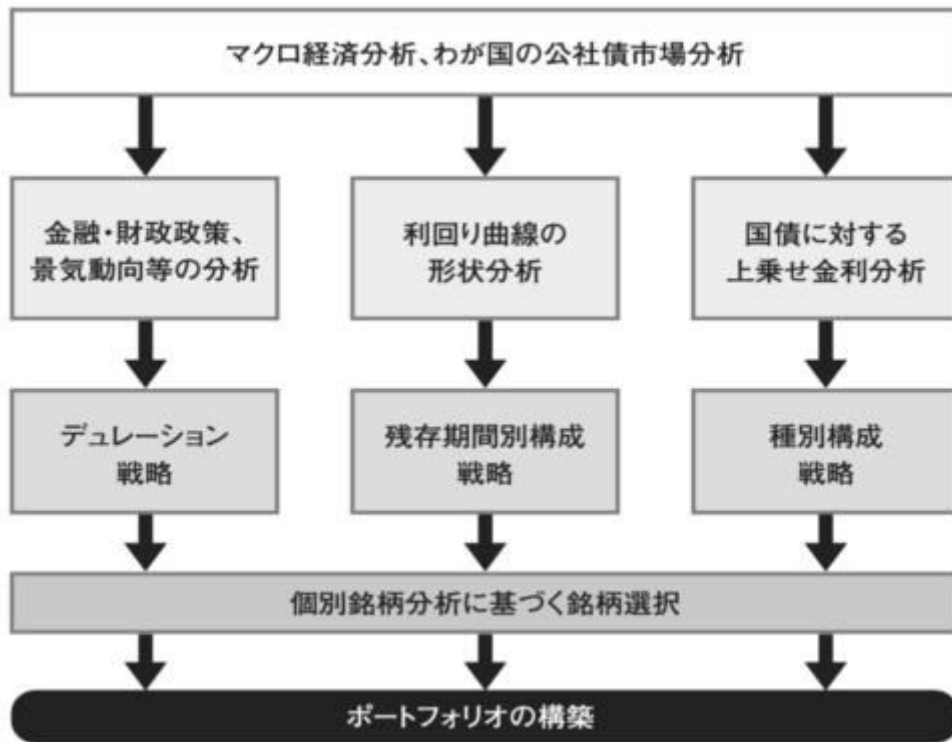 マクロ経済分析、わが国の公社債市場分析
金融・財政政策、
景気動向等の分析
利回り曲線の
形状分析
国債に対する
上乗せ金利分析
デュレーション
戦略
残存期間別構成
戦略
種別構成
戦略
個別銘柄分析に基づく銘柄選択
ポートフォリオの構築